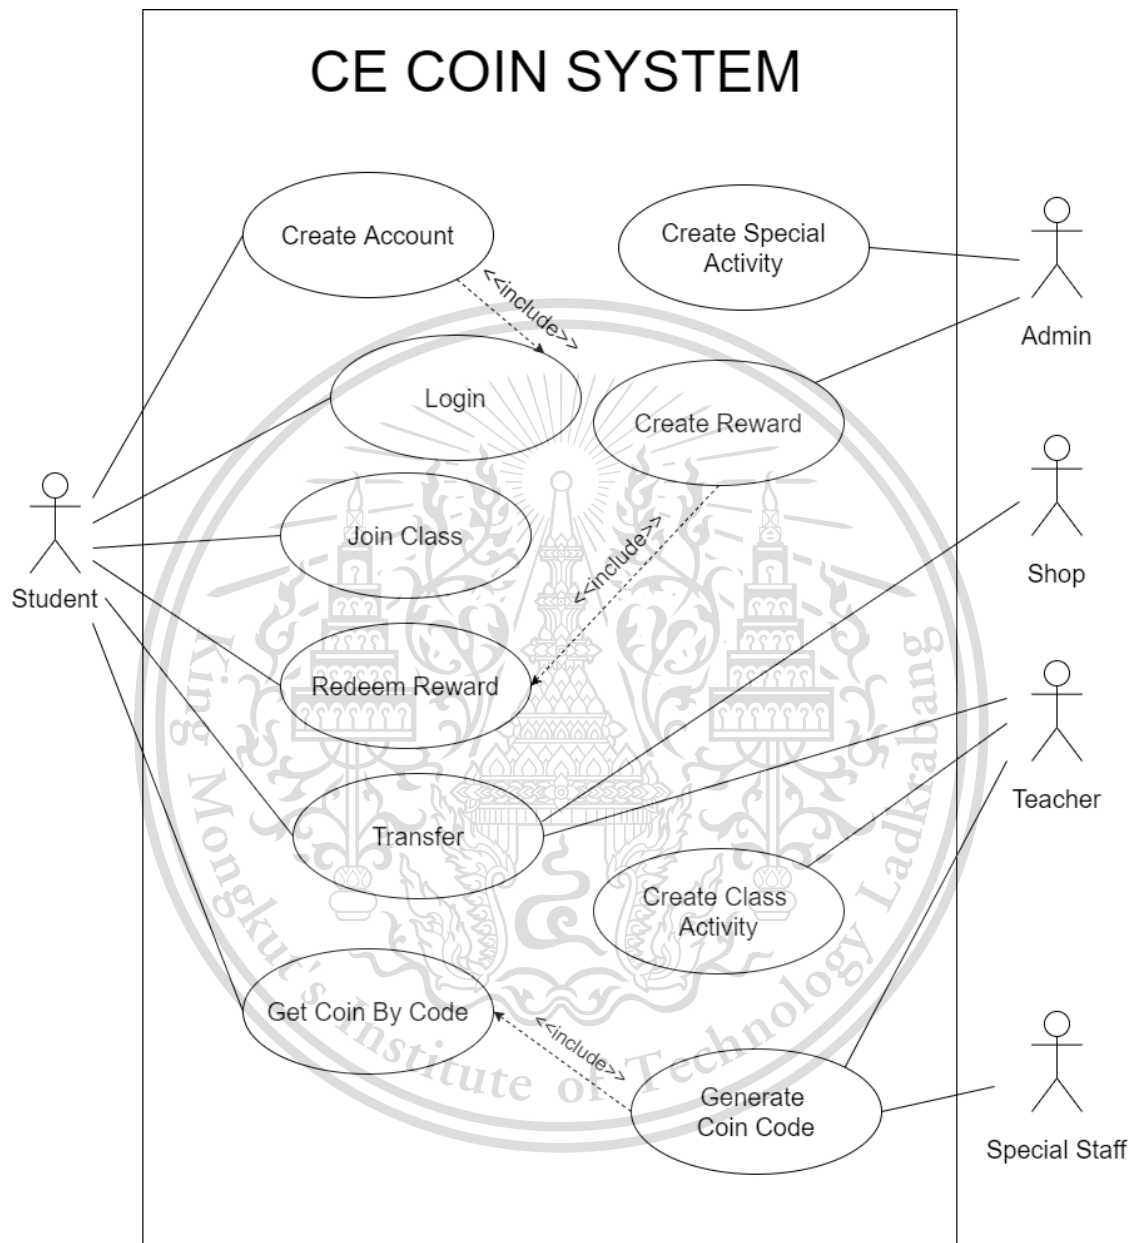 CE COIN SYSTEM
Create Account
Create Special
Activity
Admin
<<include>>
Login
Create Reward
Shop
Student
Join Class
<<include>>
Redeem Reward
Teacher
Transfer
Create Class
Activity
Get Coin By Code
<<include>>
Generate
Coin Code
Special Staff
King Mongkut's Institute of Technology Ladkrabang